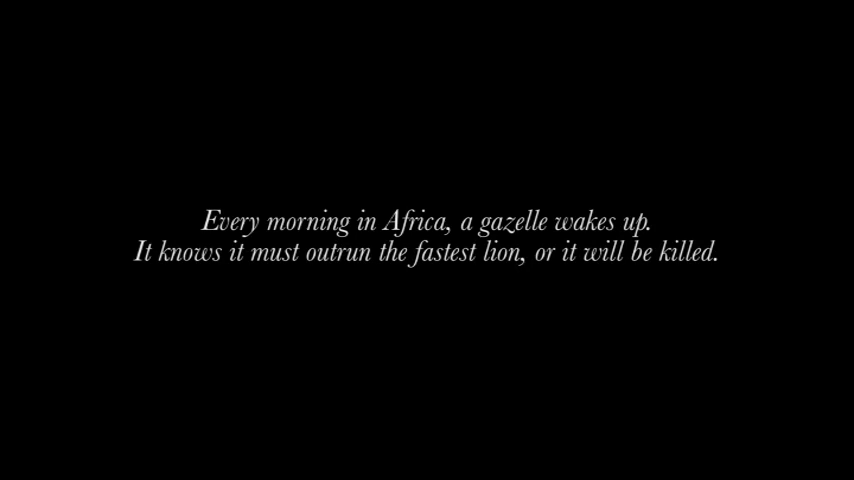 Every morning in Africa, a gazelle wakes up.
It knows it must outrun the fastest lion, or it will be killed.